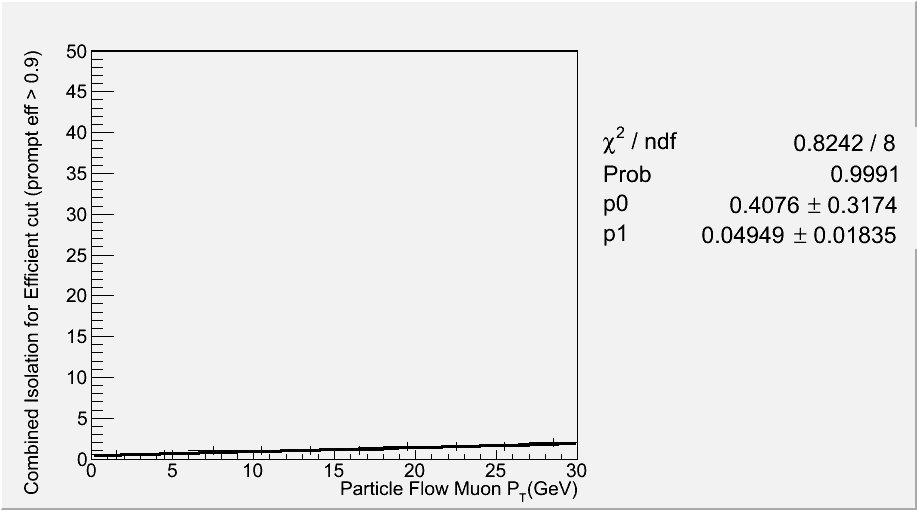 Combined Isolation for Efficient cut (prompt eff > 0.9)
50
45
40
35
30
25
20
15
10
5
0
0 5 10 15 20 25 30
Particle Flow Muon P_T(GeV)
χ² / ndf 0.8242 / 8
Prob 0.9991
p0 0.4076 ± 0.3174
p1 0.04949 ± 0.01835